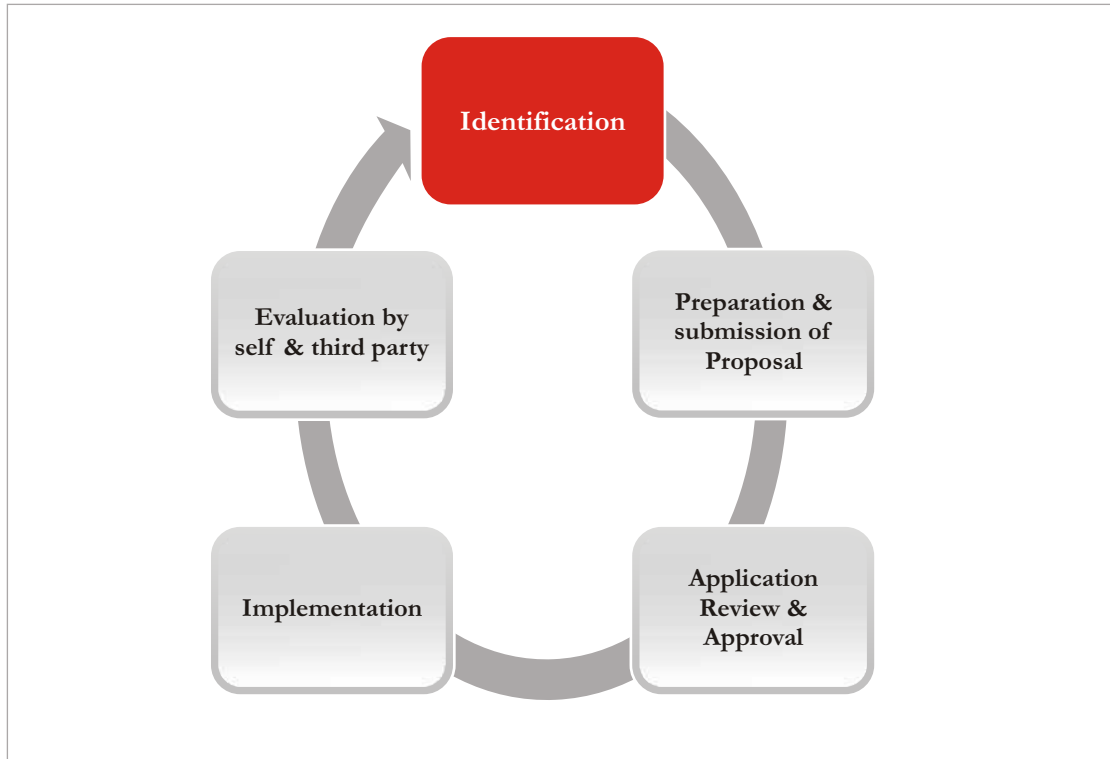 Identification
Preparation &
submission of
Proposal
Application
Review &
Approval
Implementation
Evaluation by
self & third party